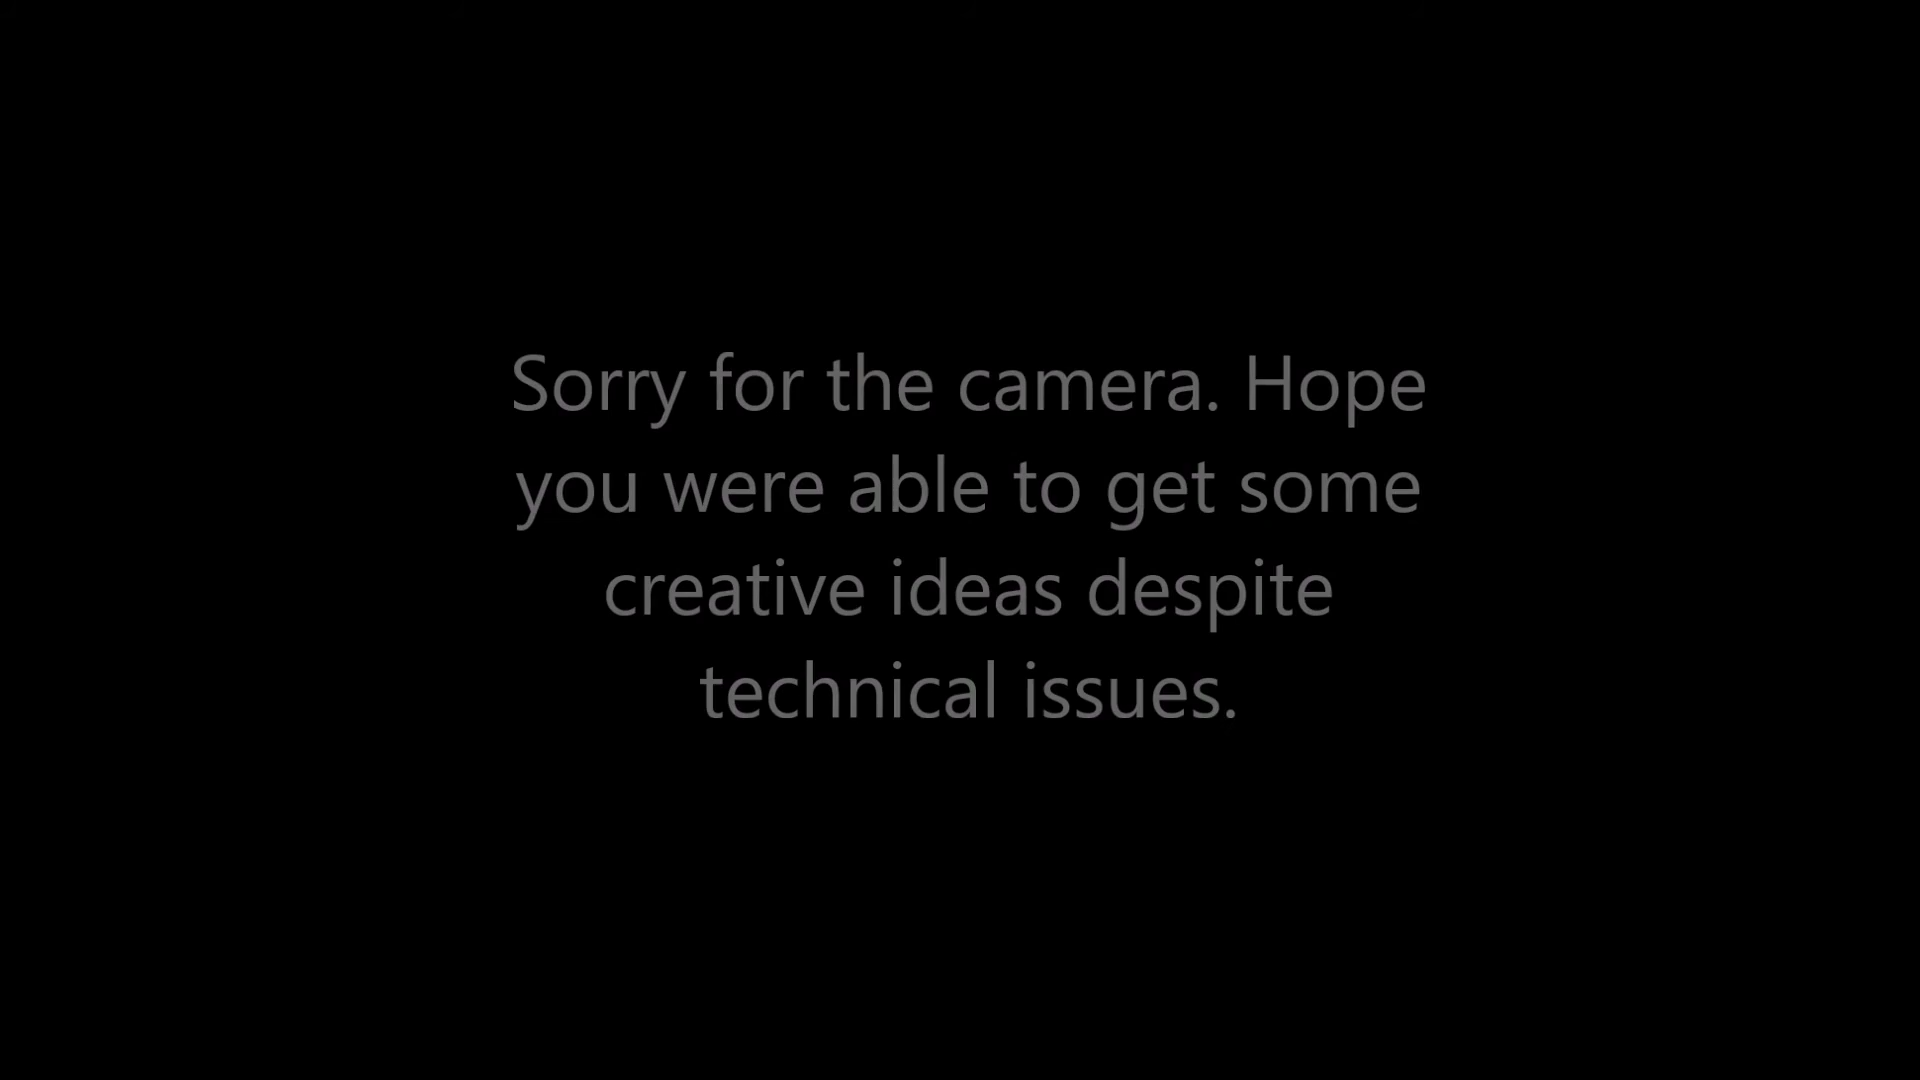 Sorry for the camera. Hope
you were able to get some
creative ideas despite
technical issues.